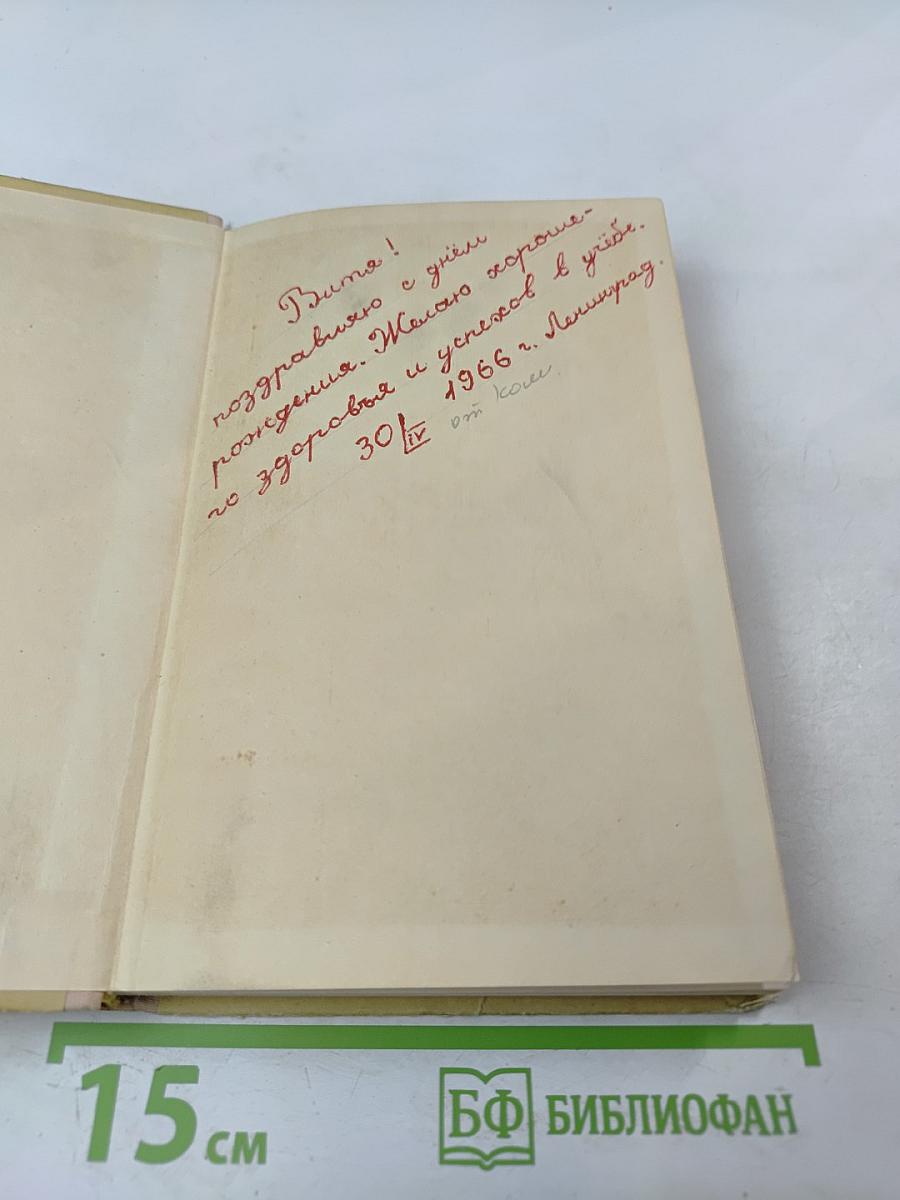 Витя!
поздравляю с днём
рождения. Желаю хороше-
го здоровья и успехов в учёбе.
30/IV 1966 г. Ленинград.
от
15 см
БФ БИБЛИОФАН